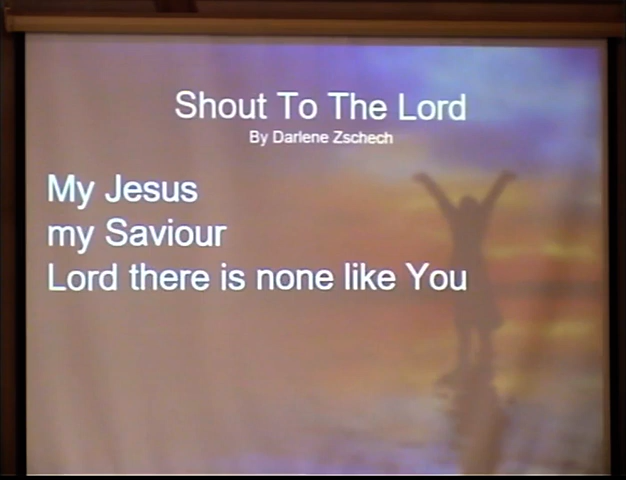 Shout To The Lord
By Darlene Zschech
My Jesus
my Saviour
Lord there is none like You